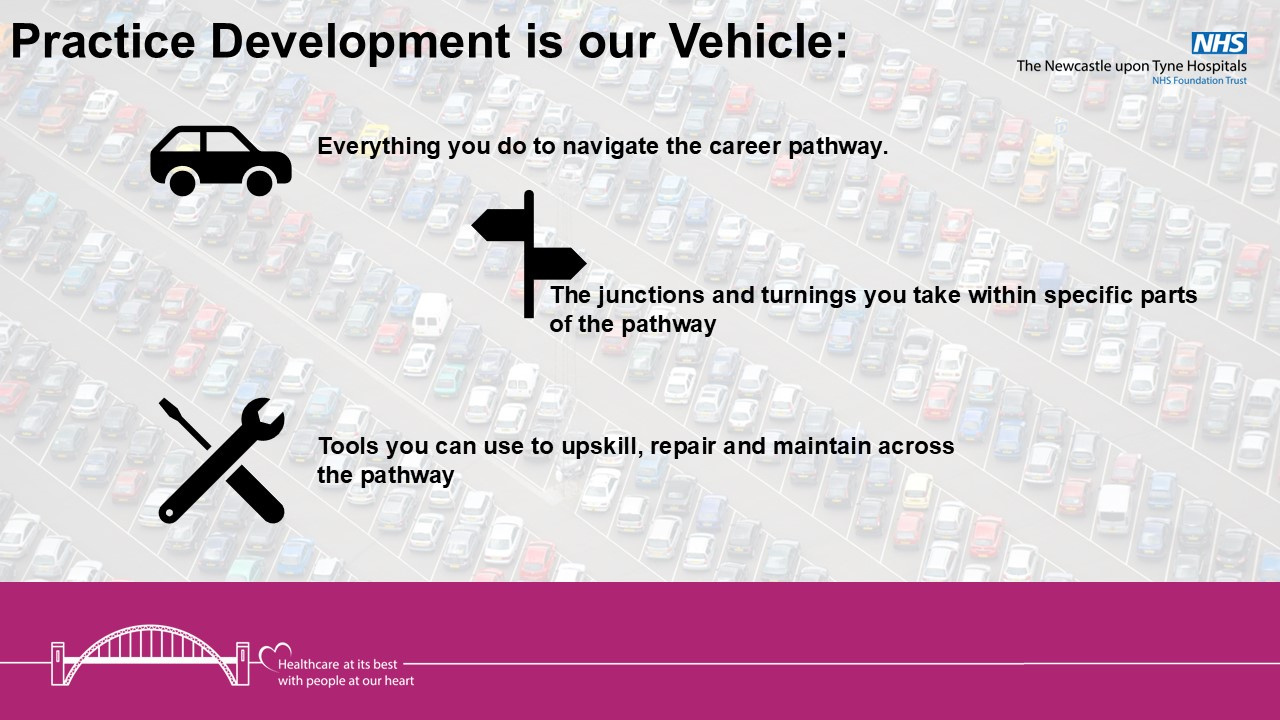 Practice Development is our Vehicle:
NHS
The Newcastle upon Tyne Hospitals
NHS Foundation Trust
Everything you do to navigate the career pathway.
The junctions and turnings you take within specific parts
of the pathway
Tools you can use to upskill, repair and maintain across
the pathway
Healthcare at its best
with people at our heart